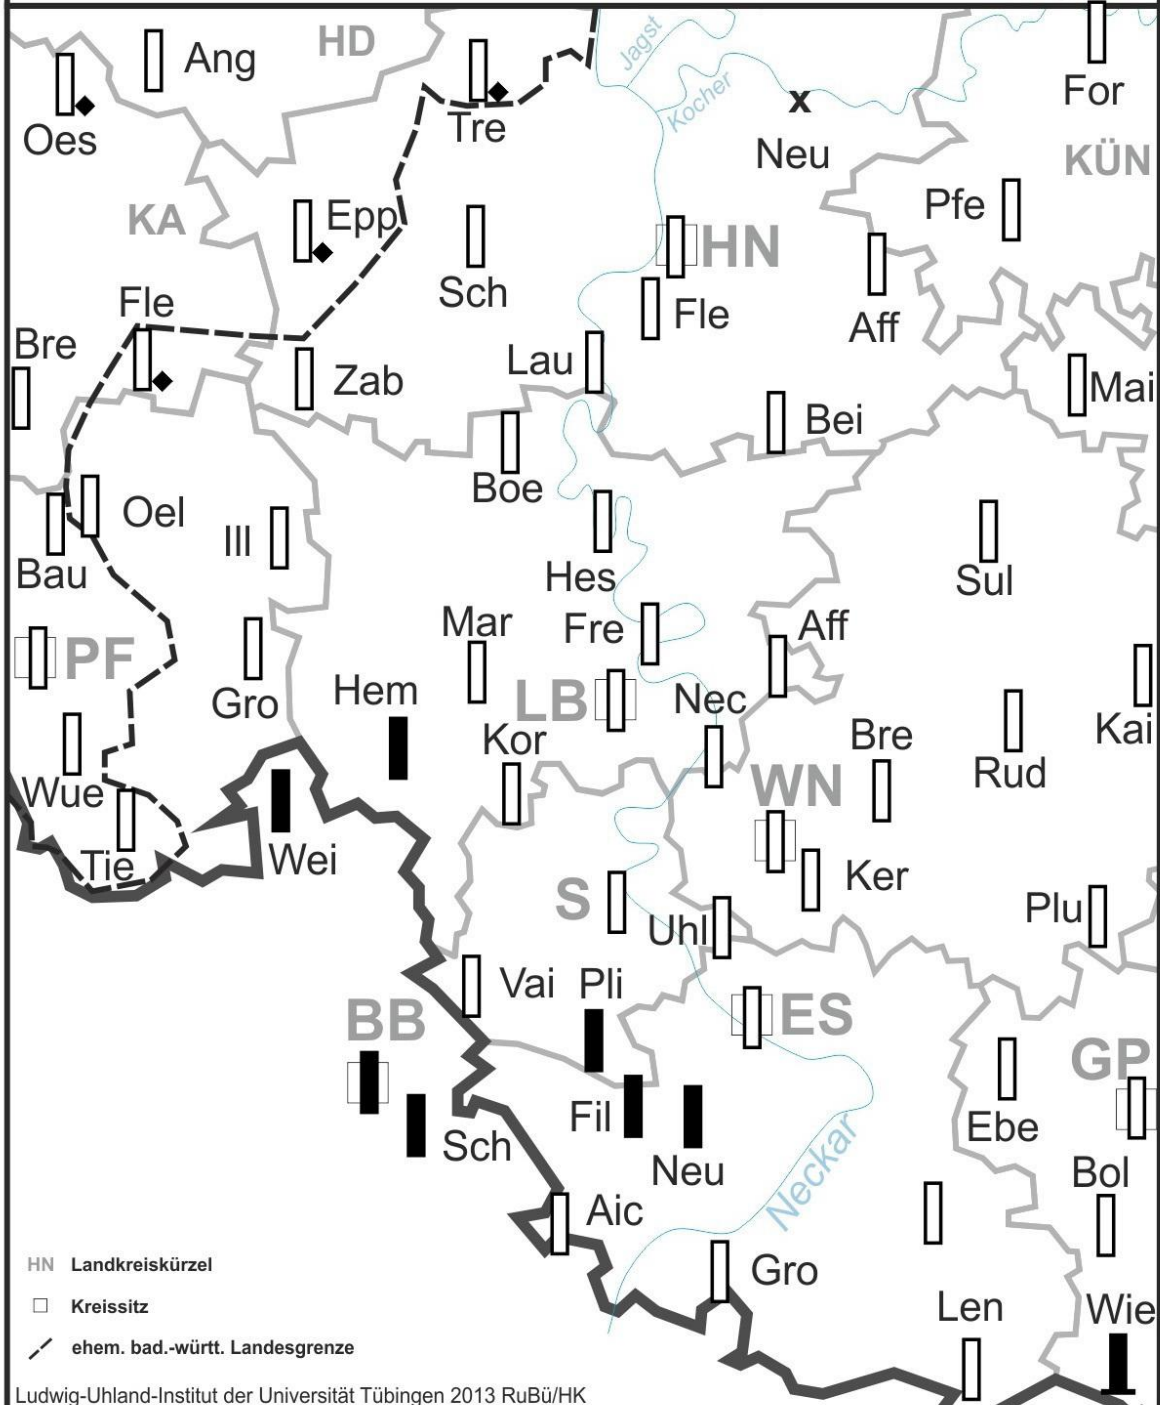 HD
Jagst
Ang
Tre
For
Oes
Kocher
Neu
KÜN
KA
Epp
Pfe
HN
Sch
Fle
Fle
Aff
Bre
Lau
Zab
Mai
Bei
Boe
Oel
Ill
Bau
Hes
Sul
Mar
Fre
Aff
PF
Gro
Hem
LB
Nec
Kor
Bre
Kai
Rud
Wue
WN
Tie
Wei
Ker
S
Uhl
Plu
Vai
Pli
BB
ES
GP
Fil
Ebe
Sch
Neu
Neckar
Bol
Aic
HN Landkreiskürzel
Gro
Kreissitz
Len
Wie
ehem. bad.-württ. Landesgrenze
Ludwig-Uhland-Institut der Universität Tübingen 2013 RuBü/HK